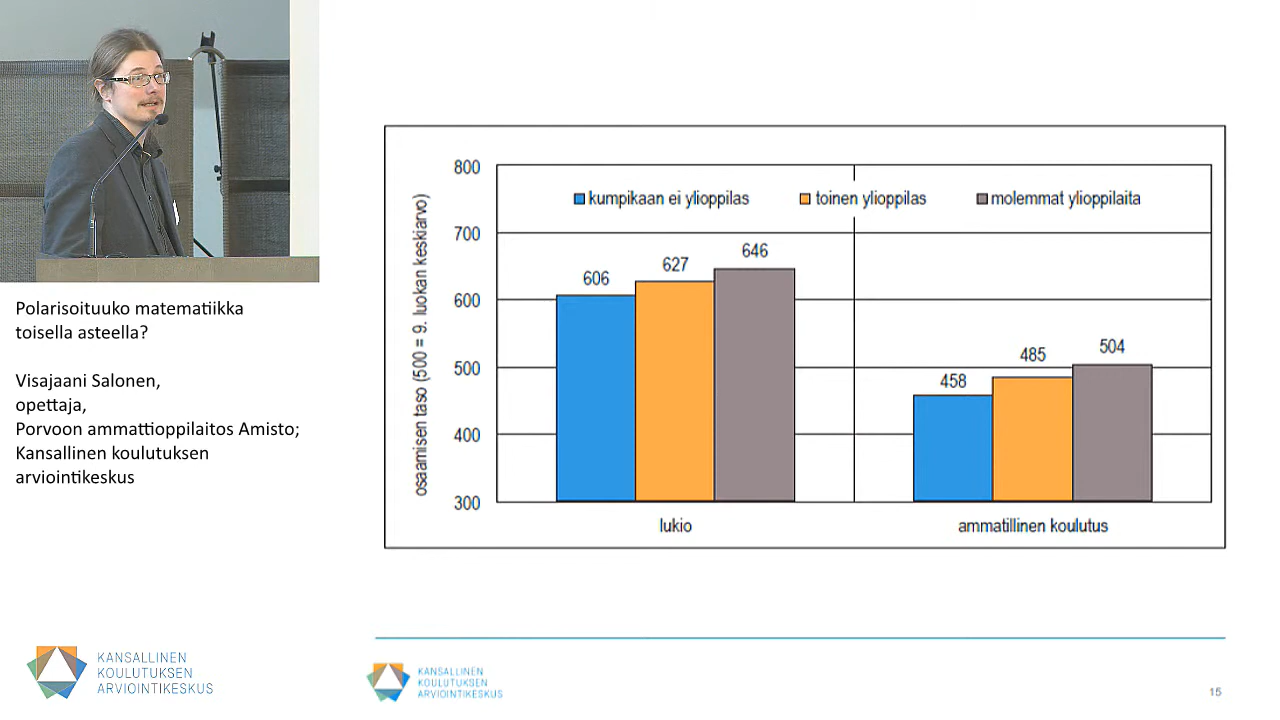 Polarisoituuko matematiikka
toisella asteella?
Visajaani Salonen,
opettaja,
Porvoon ammattioppilaitos Amisto;
Kansallinen koulutuksen
arviointikeskus
KANSALLINEN
KOULUTUKSEN
ARVIOINTIKESKUS
osaamisen taso (500 = 9. luokan keskiarvo)
800
700
600
500
400
300
kumpikaan ei ylioppilas
toinen ylioppilas
molemmat ylioppilaita
606
627
646
458
485
504
lukio
ammatillinen koulutus
KANSALLINEN
KOULUTUKSEN
ARVIOINTIKESKUS
15